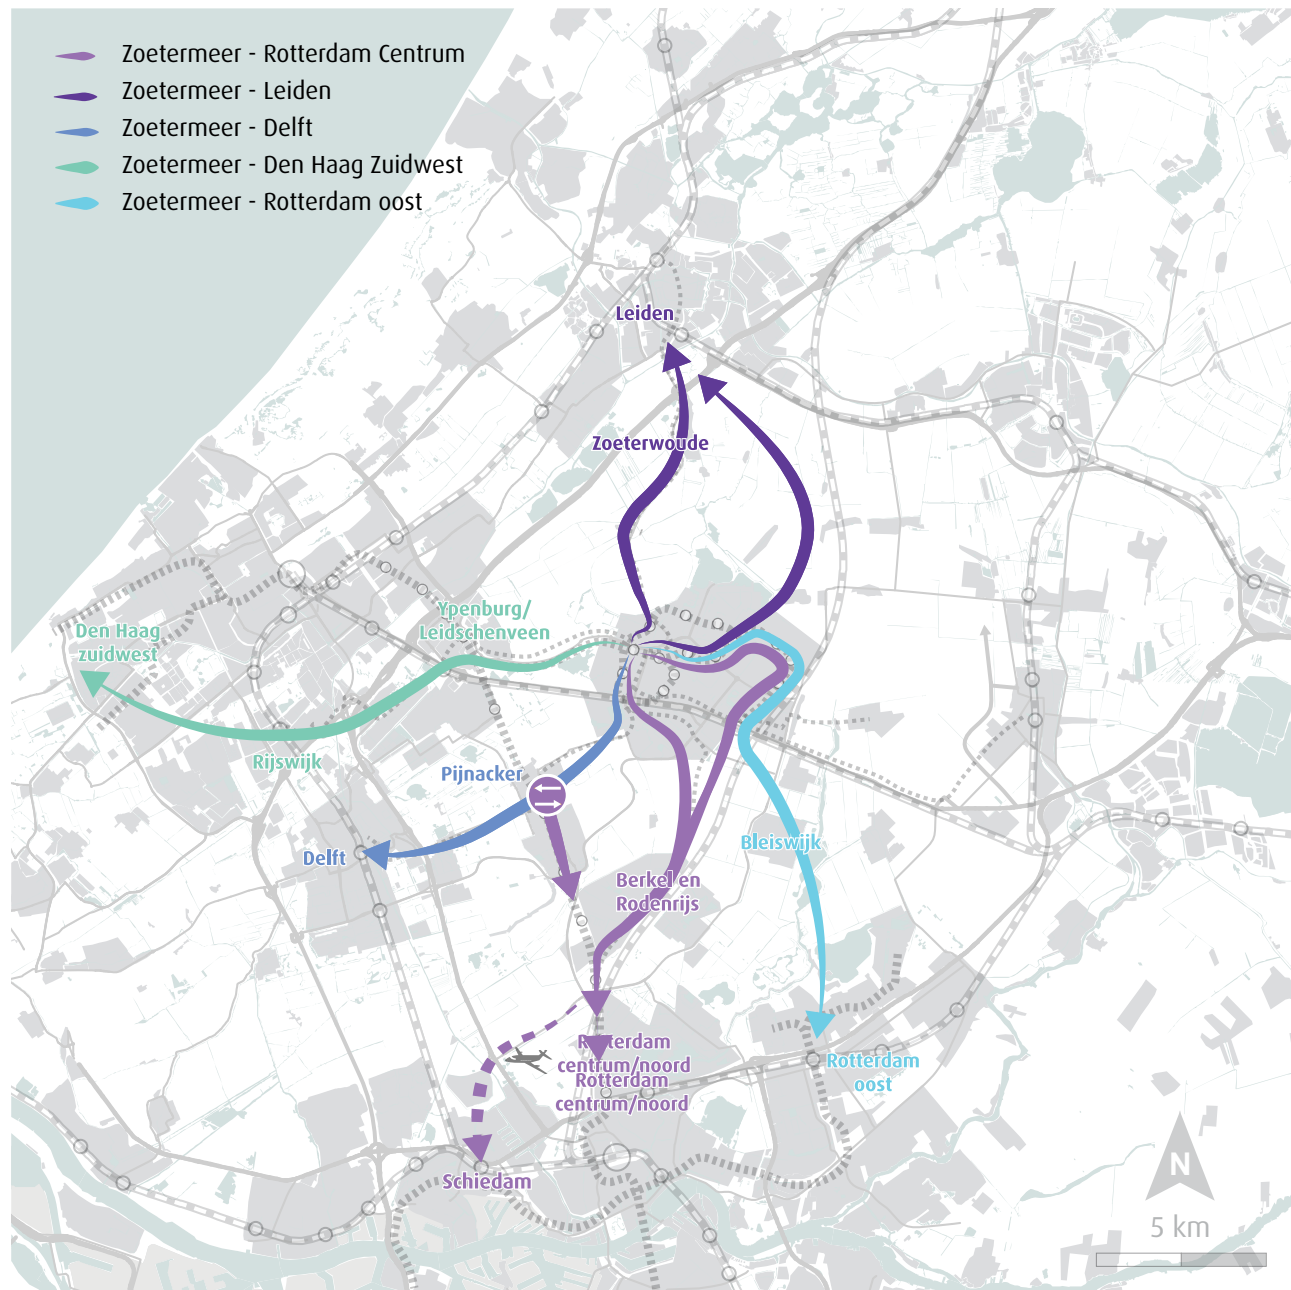 Zoetermeer - Rotterdam Centrum
Zoetermeer - Leiden
Zoetermeer - Delft
Zoetermeer - Den Haag Zuidwest
Zoetermeer - Rotterdam oost
Leiden
Zoeterwoude
Ypenburg/
Leidschenveen
Den Haag
zuidwest
Rijswijk
Pijnacker
Delft
Bleiswijk
Berkel en
Rodenrijs
Rotterdam
centrum/noord
Rotterdam
centrum/noord
Rotterdam
oost
Schiedam
N
5 km